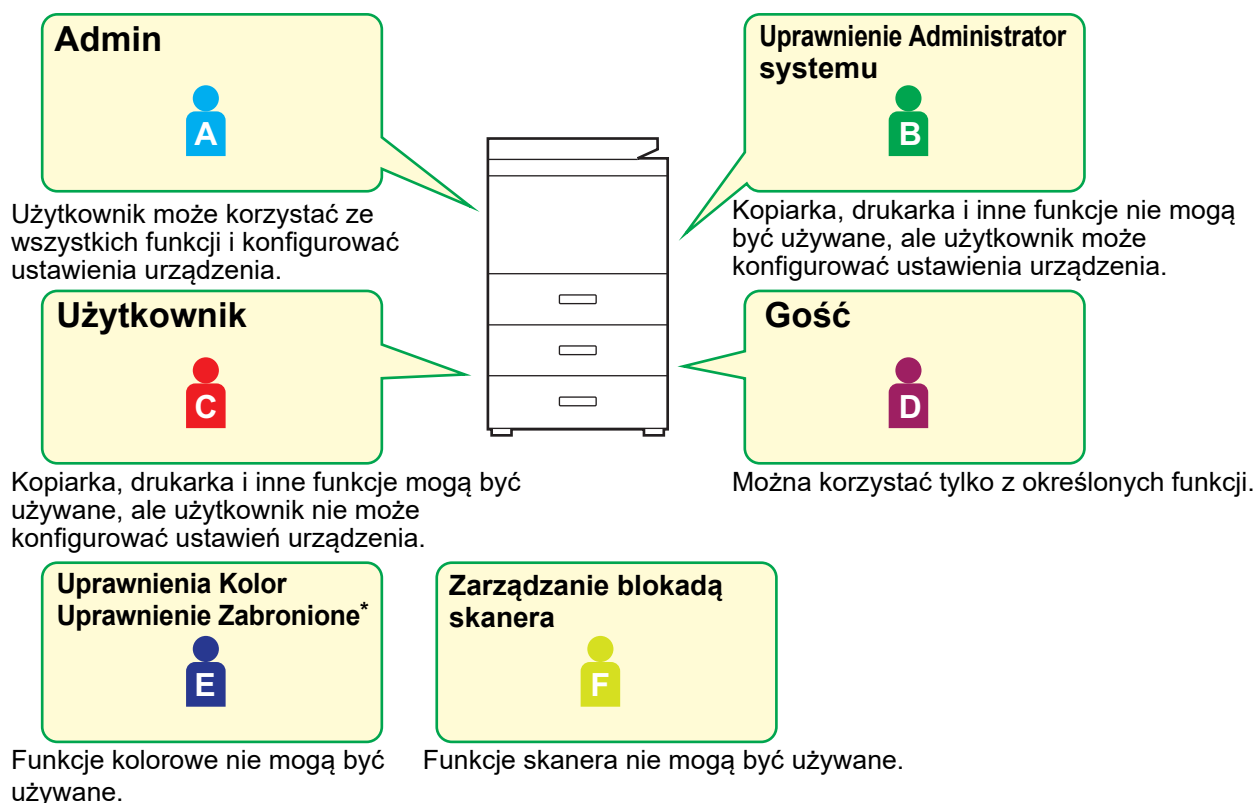 Admin
A
Użytkownik może korzystać ze
wszystkich funkcji i konfigurować
ustawienia urządzenia.
Uprawnienie Administrator
systemu
B
Kopiarka, drukarka i inne funkcje nie mogą
być używane, ale użytkownik może
konfigurować ustawienia urządzenia.
Użytkownik
C
Kopiarka, drukarka i inne funkcje mogą być
używane, ale użytkownik nie może
konfigurować ustawień urządzenia.
Gość
D
Można korzystać tylko z określonych funkcji.
Uprawnienia Kolor
Uprawnienie Zabronione*
E
Funkcje kolorowe nie mogą być
używane.
Zarządzanie blokadą
skanera
F
Funkcje skanera nie mogą być używane.